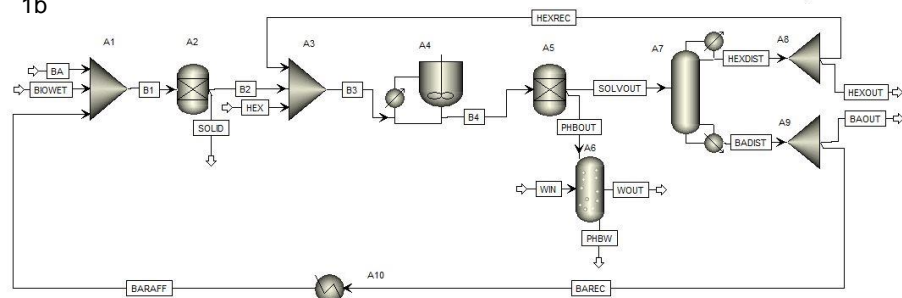 1b
HEXREC
A1
A2
A3
A4
A5
A7
A8
HEXDIST
BA
BIOWET
B1
B2
B3
HEX
B4
SOLVOUT
HEXOUT
BAOUT
SOLID
PHBOUT
A9
BADIST
A6
WIN
WOUT
PHBW
A10
BARAFF
BAREC